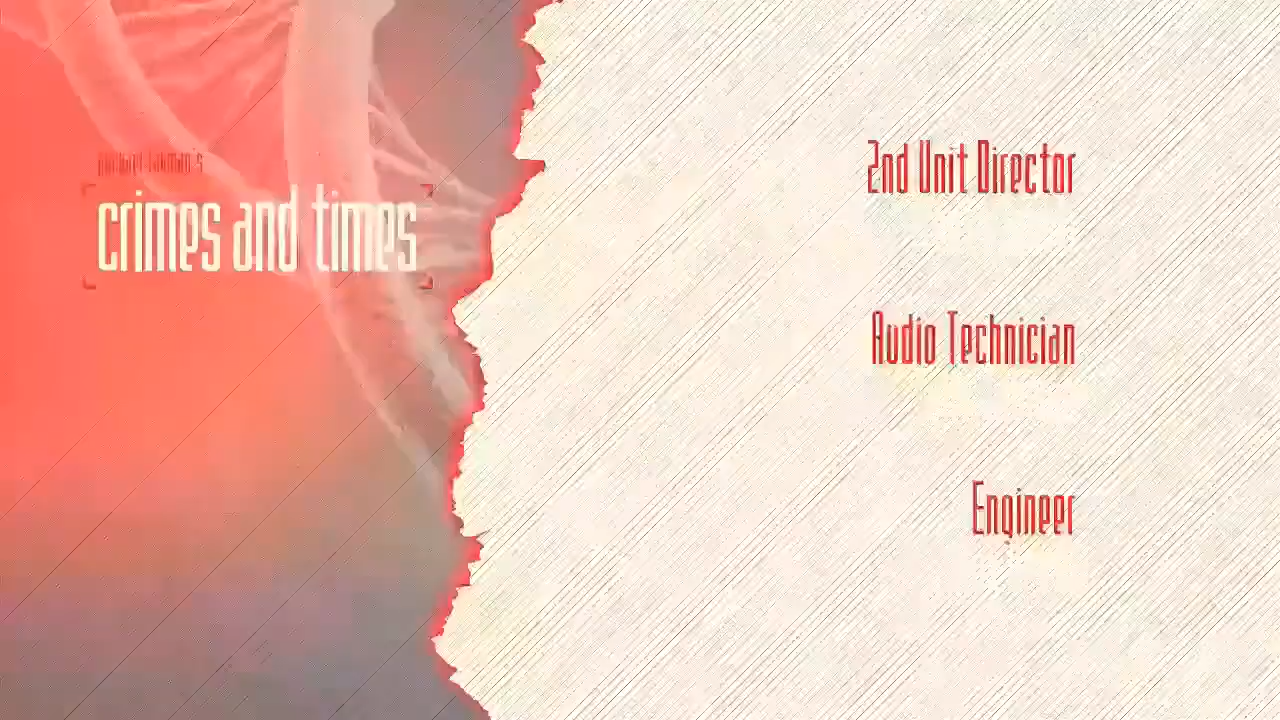 crimes and times
2nd Unit Director
Audio Technician
Engineer